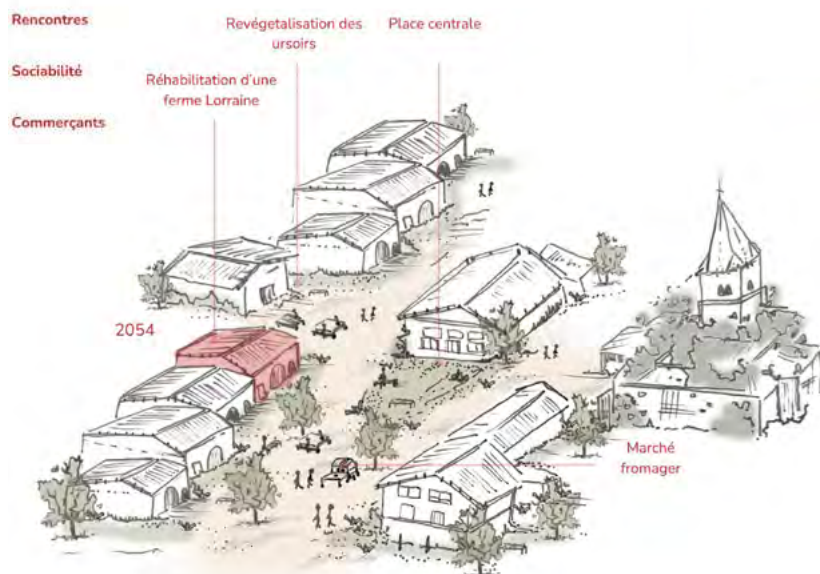 Rencontres
Sociabilité
Commerçants
Revégetalisation des
ursoirs
Place centrale
Réhabilitation d'une
ferme Lorraine
2054
Marché
fromager